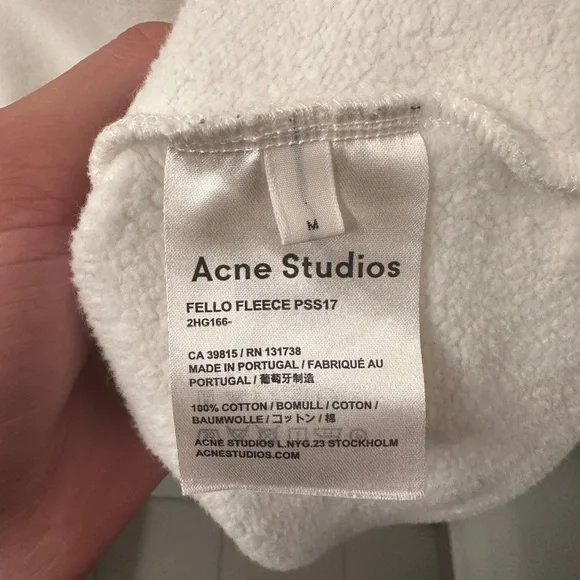 M
Acne Studios
FELLO FLEECE PSS17
2HG166-
CA 39815 / RN 131738
MADE IN PORTUGAL / FABRIQUÉ AU
PORTUGAL / 葡萄牙制造
100% COTTON / BOMULL / COTON /
BAUMWOLLE / コットン / 棉
ACNE STUDIOS L.NYG.23 STOCKHOLM
ACNESTUDIOS.COM